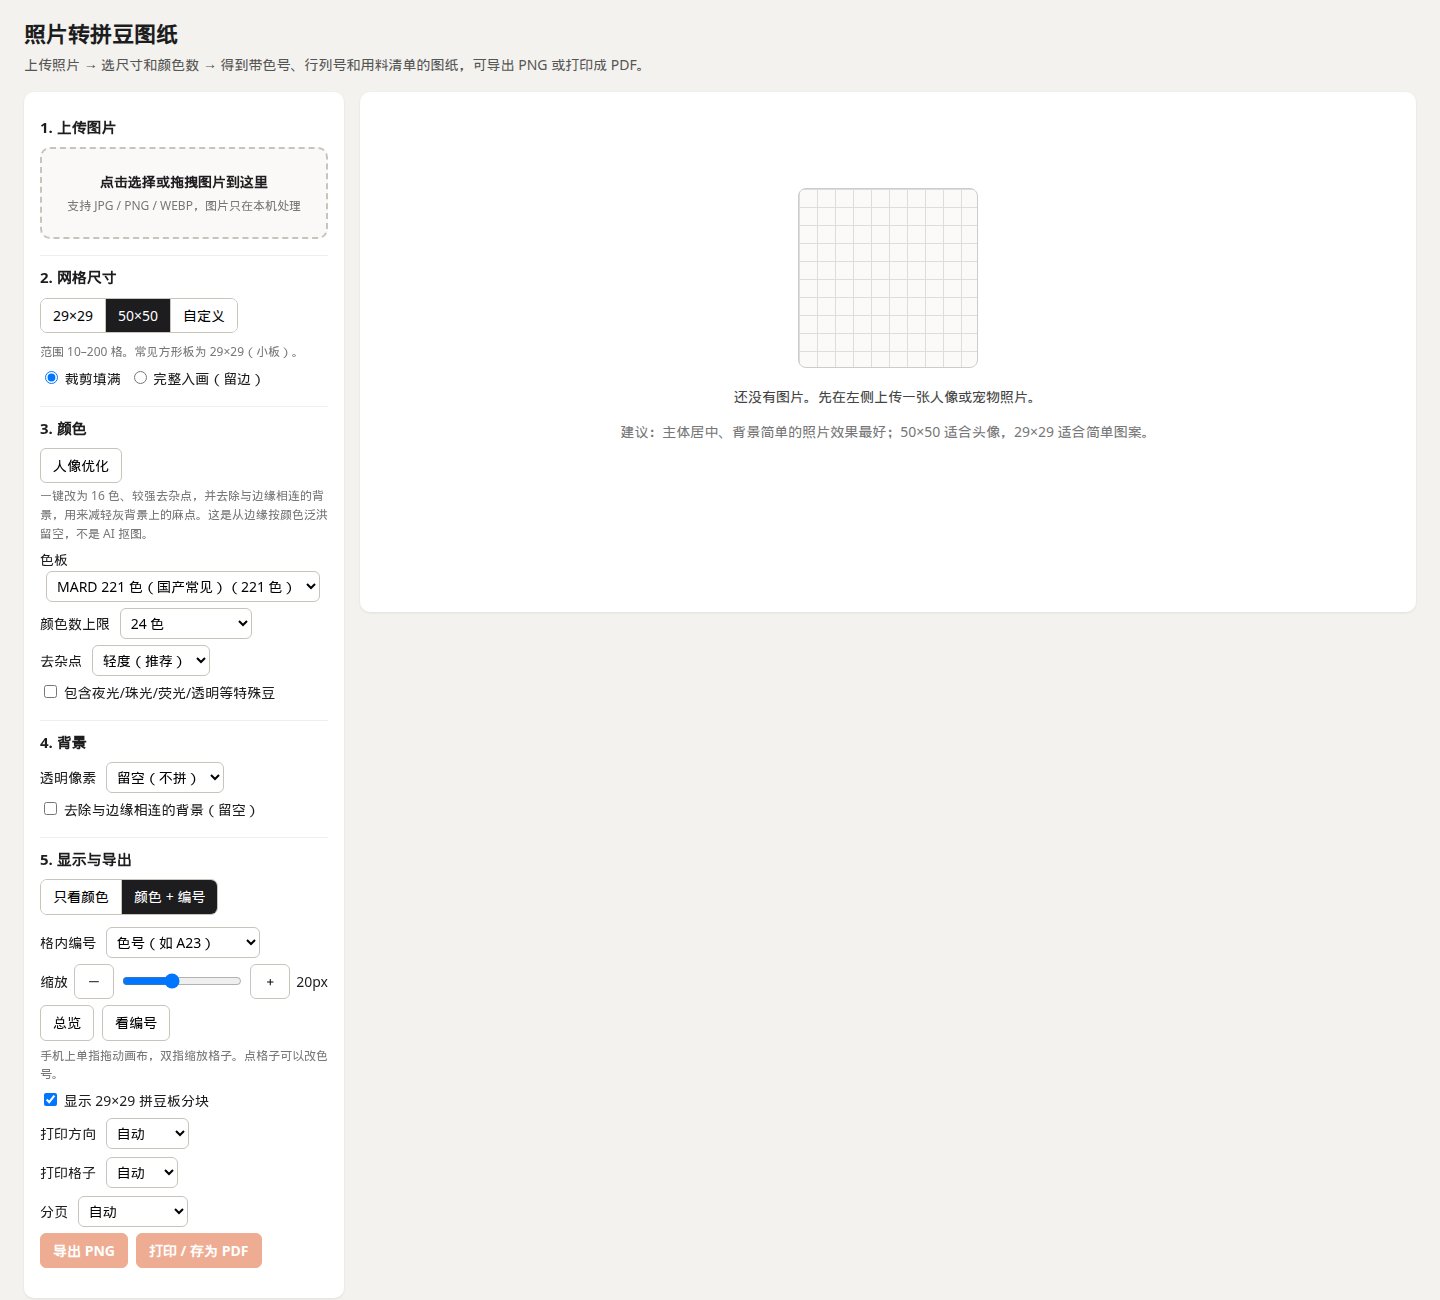 照片转拼豆图纸
上传照片 → 选尺寸和颜色数 → 得到带色号、行列号和用料清单的图纸，可导出 PNG 或打印成 PDF。
1. 上传图片
点击选择或拖拽图片到这里
支持 JPG / PNG / WEBP，图片只在本机处理
2. 网格尺寸
29×29 50×50 自定义
范围 10–200 格。常见方形板为 29×29（小板）。
裁剪填满 完整入画（留边）
3. 颜色
人像优化
一键改为 16 色、较强去杂点，并去除与边缘相连的背
景，用来减轻灰背景上的麻点。这是从边缘按颜色泛洪
留空，不是 AI 抠图。
色板
MARD 221 色（国产常见）（221 色）
颜色数上限 24 色
去杂点 轻度（推荐）
包含夜光/珠光/荧光/透明等特殊豆
4. 背景
透明像素 留空（不拼）
去除与边缘相连的背景（留空）
5. 显示与导出
只看颜色 颜色 + 编号
格内编号 色号（如 A23）
缩放 － + 20px
总览 看编号
手机上单指拖动画布，双指缩放格子。点格子可以改色
号。
显示 29×29 拼豆板分块
打印方向 自动
打印格子 自动
分页 自动
导出 PNG 打印 / 存为 PDF
还没有图片。先在左侧上传一张人像或宠物照片。
建议：主体居中、背景简单的照片效果最好；50×50 适合头像，29×29 适合简单图案。